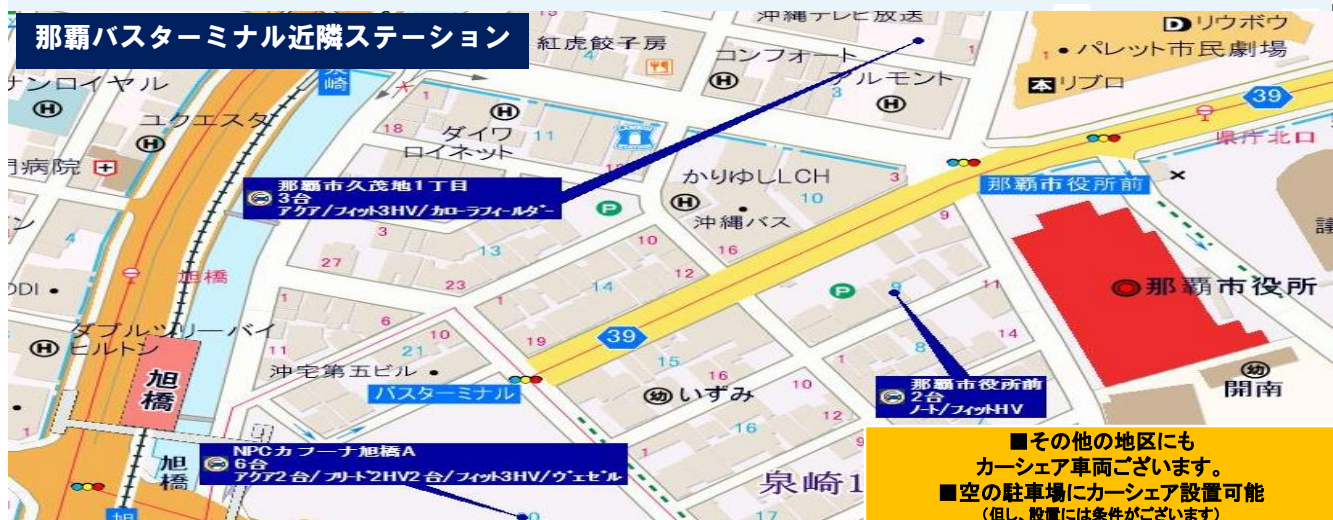 那覇バスターミナル近隣ステーション
沖縄テレビ放送
リウボウ
パレット市民劇場
リブロ
紅虎餃子房
コンフォート
アルモント
サンロイヤル
ユクエスタ
泉崎
ダイワ
ロイネット
病院
39
県庁北口
那覇市役所前
那覇市久茂地1丁目
3台
アクア/フィット3HV/カローラフィールダー
かりゆしLCH
沖縄バス
旭橋
DDI
ダブルツリーバイ
ヒルトン
旭橋
沖宅第五ビル
バスターミナル
39
いずみ
那覇市役所
開南
那覇市役所前
2台
ノート/フィットHV
NPCカフーナ旭橋A
6台
アクア2台/フリード2HV2台/フィット3HV/ヴェゼル
旭橋
旭
泉崎1
■その他の地区にも
カーシェア車両ございます。
■空の駐車場にカーシェア設置可能
(但し、設置には条件がございます)